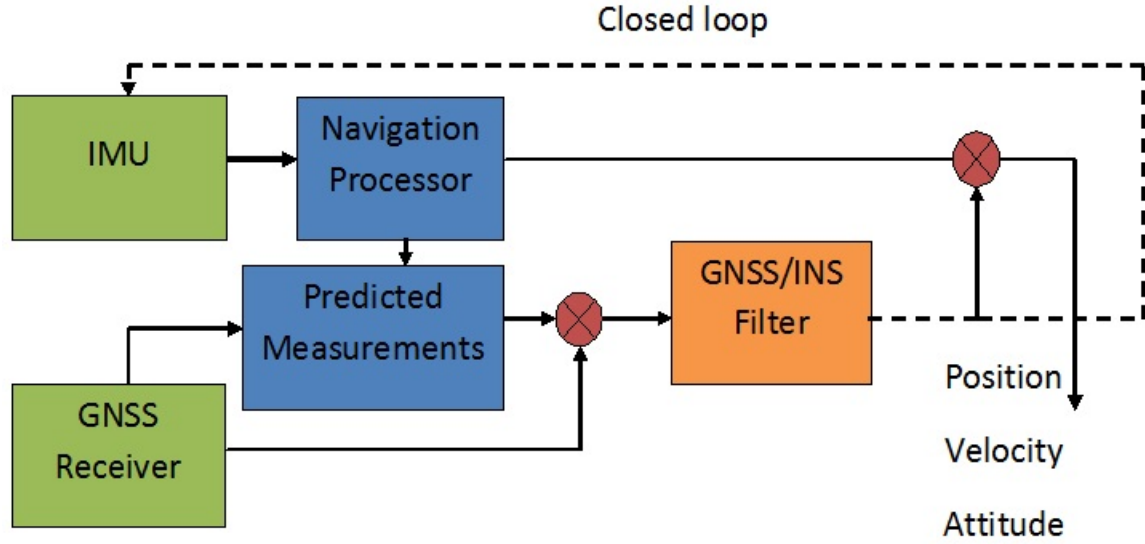 Closed loop
IMU
Navigation
Processor
Predicted
Measurements
GNSS/INS
Filter
GNSS
Receiver
Position
Velocity
Attitude